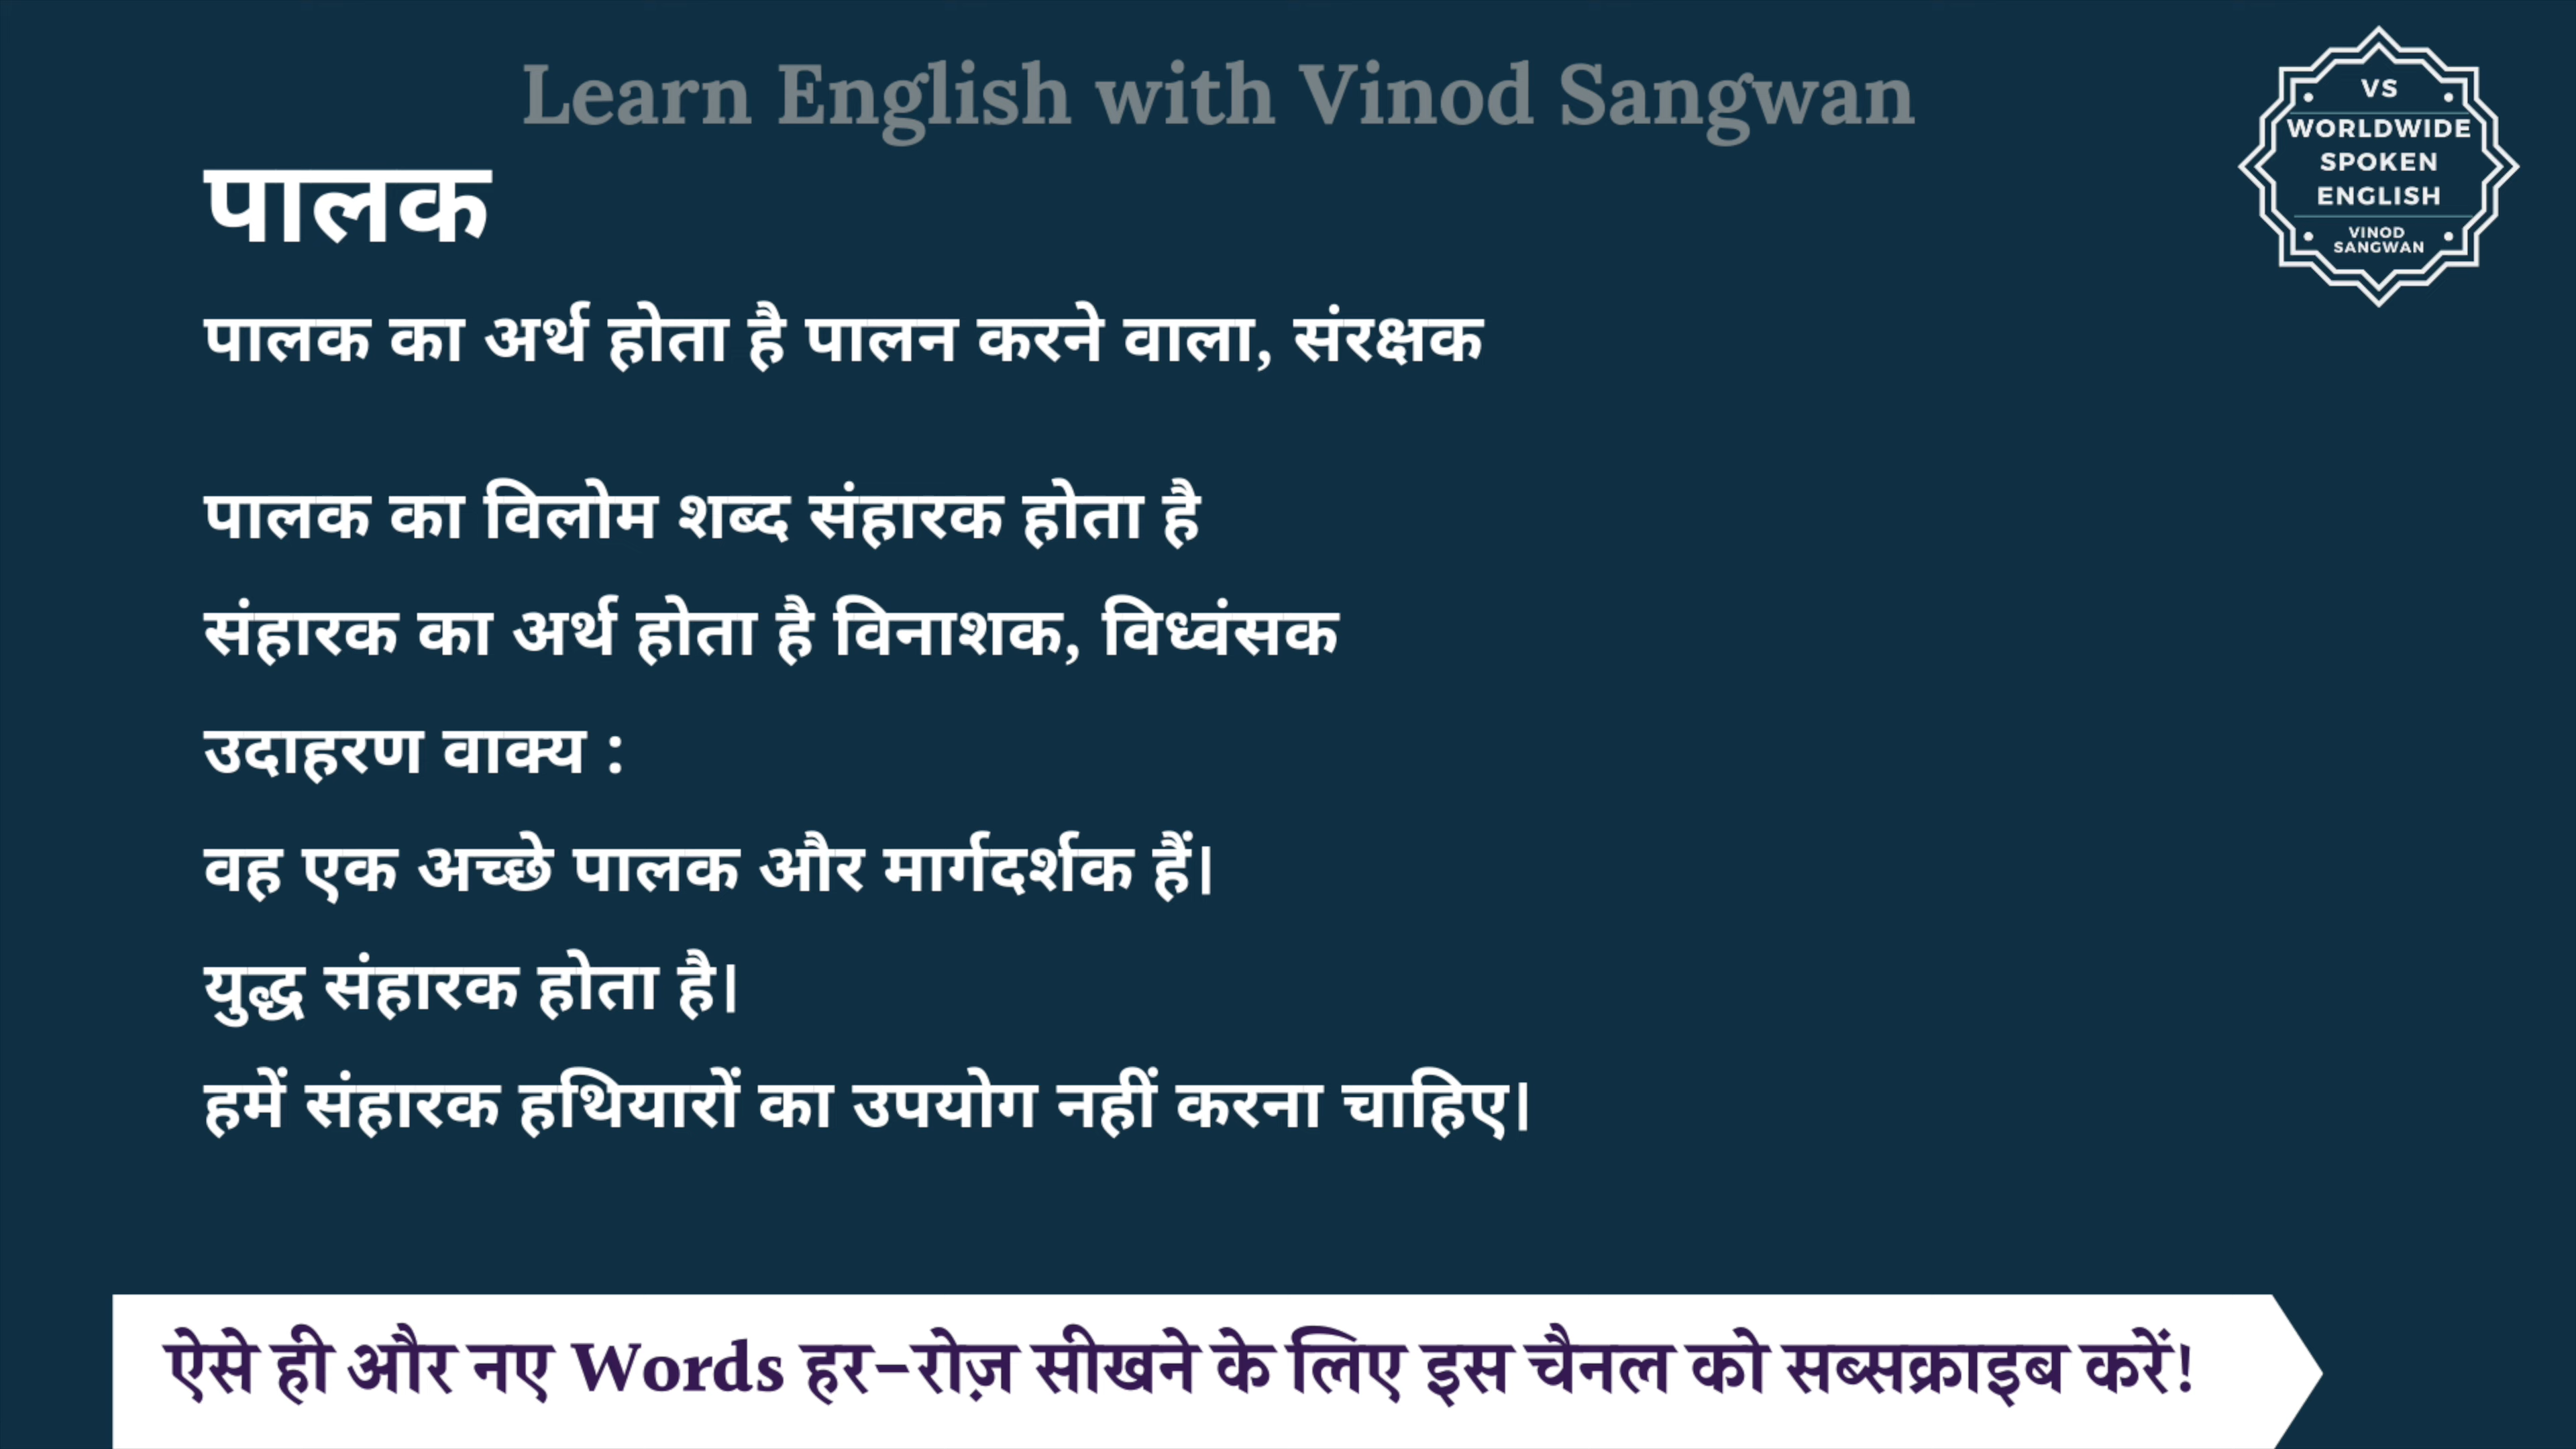 Learn English with Vinod Sangwan
VS
WORLDWIDE
SPOKEN
ENGLISH
VINOD
SANGWAN
पालक
पालक का अर्थ होता है पालन करने वाला, संरक्षक
पालक का विलोम शब्द संहारक होता है
संहारक का अर्थ होता है विनाशक, विध्वंसक
उदाहरण वाक्य :
वह एक अच्छे पालक और मार्गदर्शक हैं।
युद्ध संहारक होता है।
हमें संहारक हथियारों का उपयोग नहीं करना चाहिए।
ऐसे ही और नए Words हर-रोज़ सीखने के लिए इस चैनल को सब्सक्राइब करें!